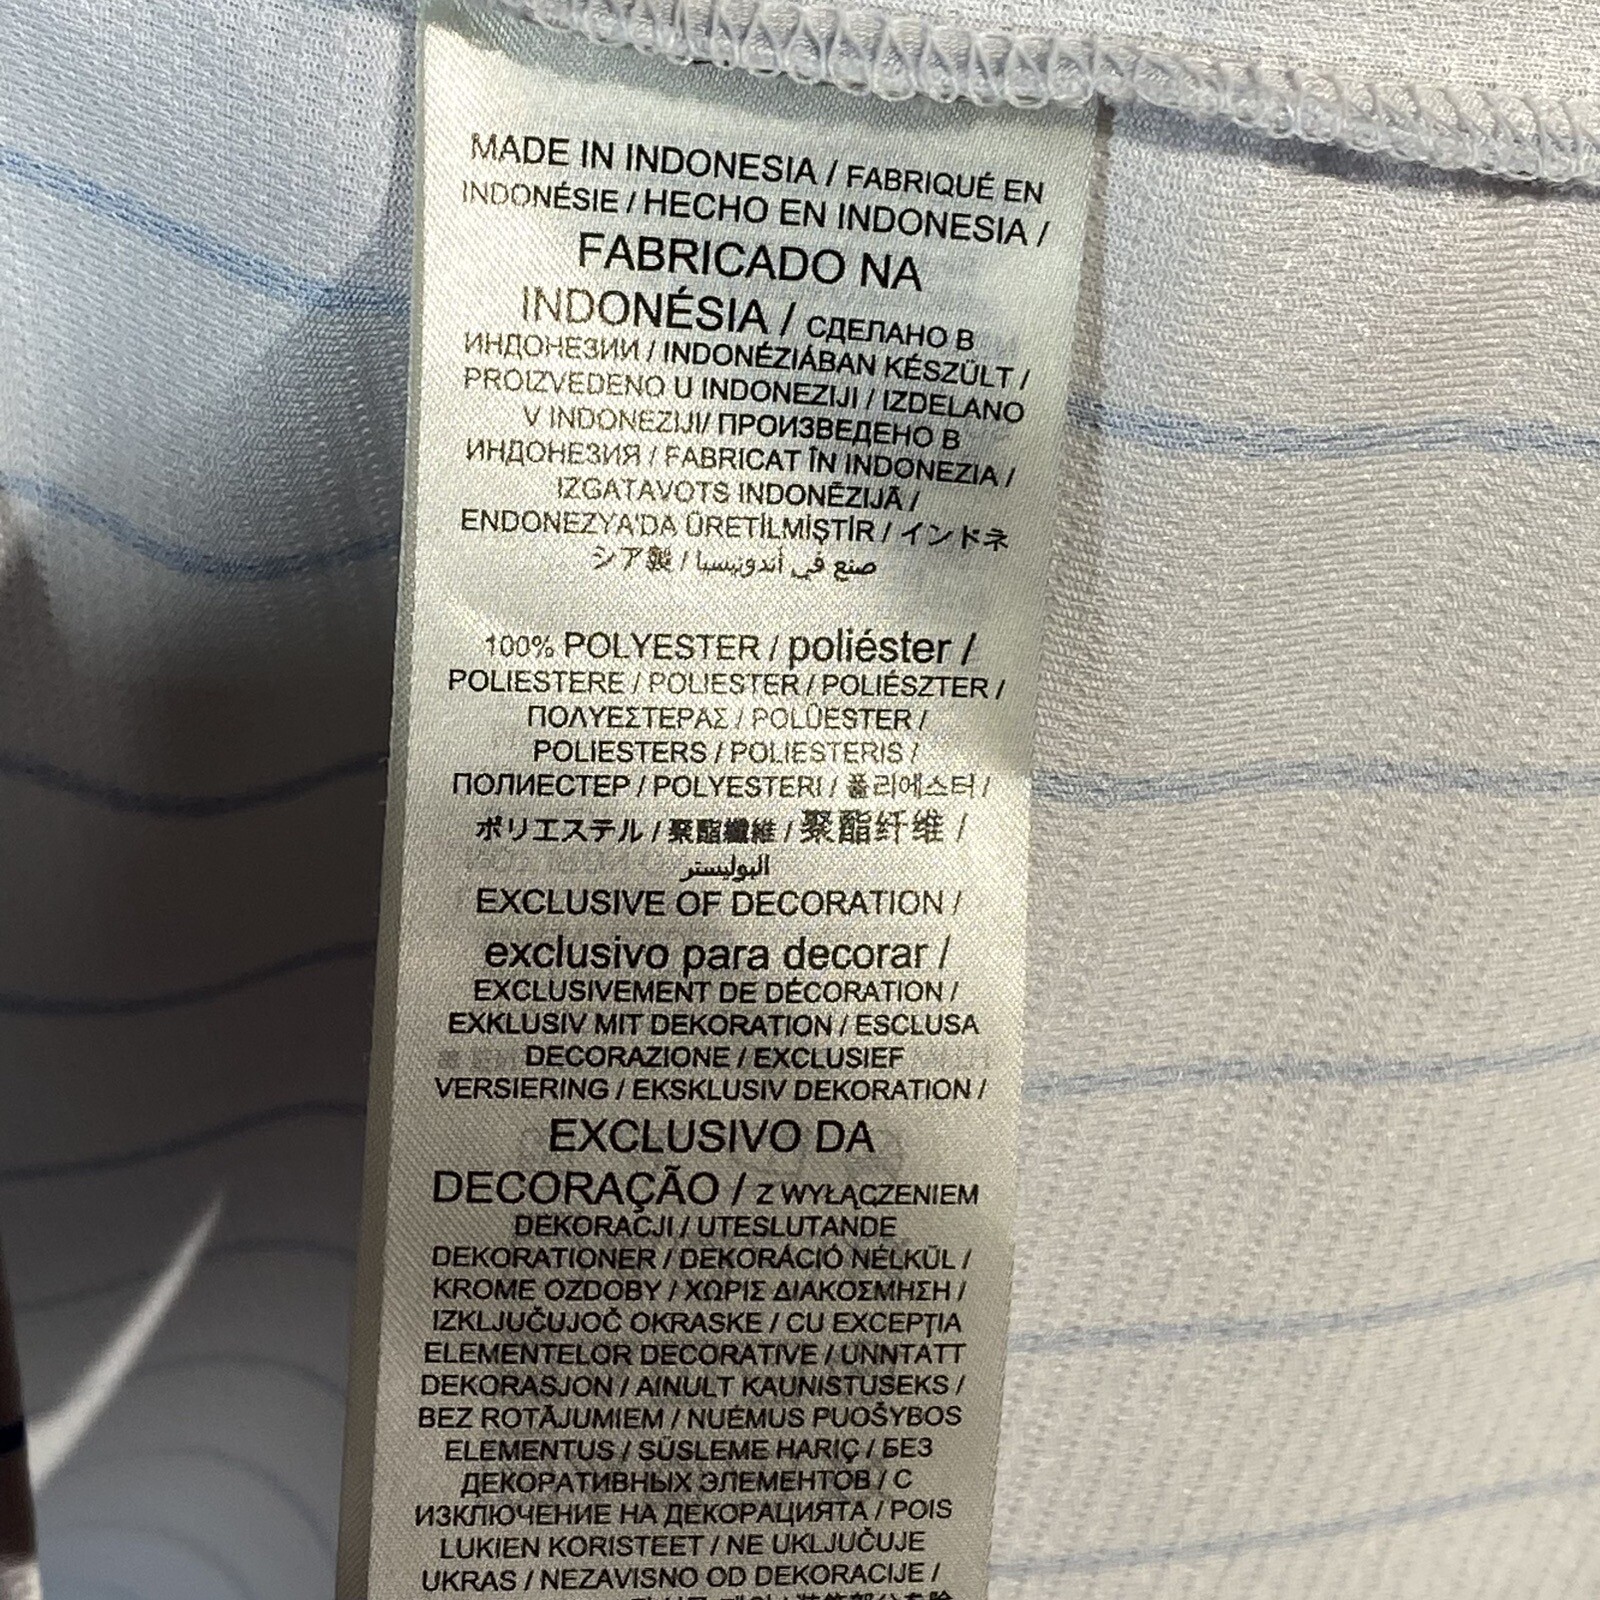 MADE IN INDONESIA / FABRIQUÉ EN
INDONÉSIE / HECHO EN INDONESIA /
FABRICADO NA
INDONÉSIA / СДЕЛАНО В
ИНДОНЕЗИИ / INDONÉZIÁBAN KÉSZÜLT /
PROIZVEDENO U INDONEZIJI / IZDELANO
V INDONEZIJI/ ПРОИЗВЕДЕНО В
ИНДОНЕЗИЯ / FABRICAT ÎN INDONEZIA /
IZGATAVOTS INDONĒZIJĀ /
ENDONEZYA'DA ÜRETİLMİŞTİR / インドネ
シア製 / صنع في أندونيسيا
100% POLYESTER / poliéster /
POLIESTERE / POLIESTER / POLIÉSZTER /
ΠΟΛΥΕΣΤΕΡΑΣ / POLÜESTER /
POLIESTERS / POLIESTERIS /
ПОЛИЕСТЕР / POLYESTERI / 폴리에스터 /
ポリエステル / 聚酯纖維 / 聚酯纤维 /
البوليستر
EXCLUSIVE OF DECORATION /
exclusivo para decorar /
EXCLUSIVEMENT DE DÉCORATION /
EXKLUSIV MIT DEKORATION / ESCLUSA
DECORAZIONE / EXCLUSIEF
VERSIERING / EKSKLUSIV DEKORATION /
EXCLUSIVO DA
DECORAÇÃO / Z WYŁĄCZENIEM
DEKORACJI / UTESLUTANDE
DEKORATIONER / DEKORÁCIÓ NÉLKÜL /
KROME OZDOBY / ΧΩΡΙΣ ΔΙΑΚΟΣΜΗΣΗ /
IZKLJUČUJOČ OKRASKE / CU EXCEPŢIA
ELEMENTELOR DECORATIVE / UNNTATT
DEKORASJON / AINULT KAUNISTUSEKS /
BEZ ROTĀJUMIEM / NUĖMUS PUOŠYBOS
ELEMENTUS / SÜSLEME HARİÇ / БЕЗ
ДЕКОРАТИВНЫХ ЭЛЕМЕНТОВ / С
ИЗКЛЮЧЕНИЕ НА ДЕКОРАЦИЯТА / POIS
LUKIEN KORISTEET / NE UKLJUČUJE
UKRAS / NEZAVISNO OD DEKORACIJE /